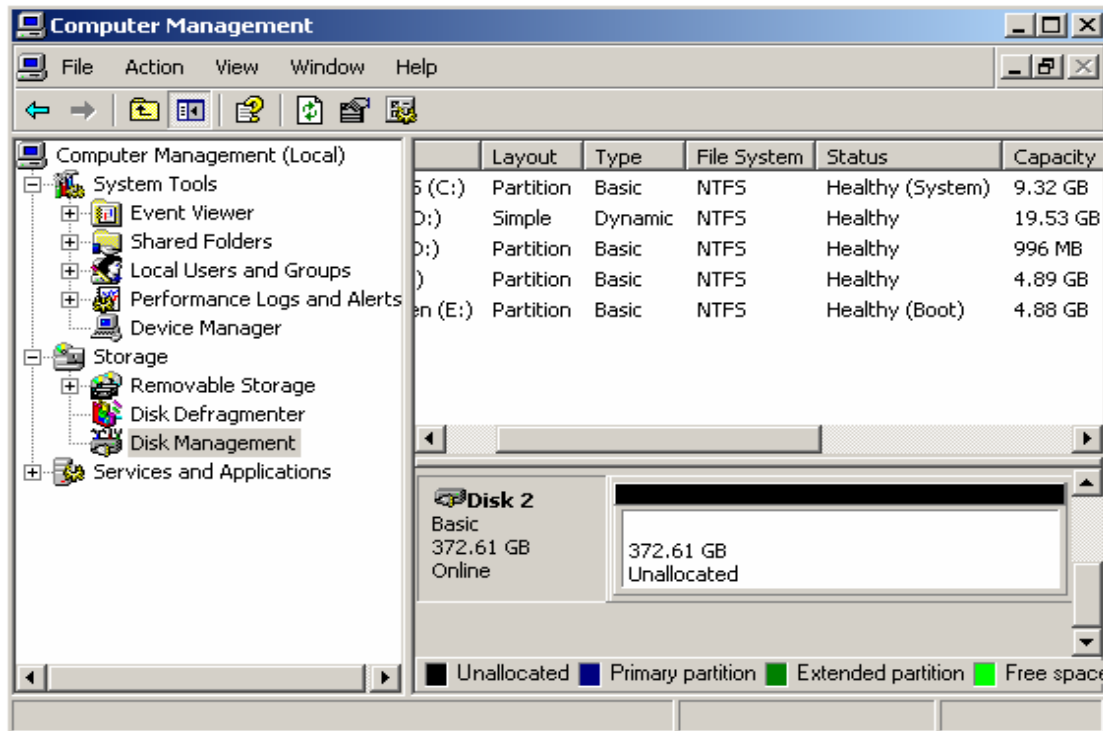 Computer Management
File Action View Window Help
Computer Management (Local)
System Tools
Event Viewer
Shared Folders
Local Users and Groups
Performance Logs and Alerts
Device Manager
Storage
Removable Storage
Disk Defragmenter
Disk Management
Services and Applications
Layout Type File System Status Capacity
(C:) Partition Basic NTFS Healthy (System) 9.32 GB
:) Simple Dynamic NTFS Healthy 19.53 GB
:) Partition Basic NTFS Healthy 996 MB
) Partition Basic NTFS Healthy 4.89 GB
en (E:) Partition Basic NTFS Healthy (Boot) 4.88 GB
Disk 2
Basic
372.61 GB
Online
372.61 GB
Unallocated
Unallocated Primary partition Extended partition Free space